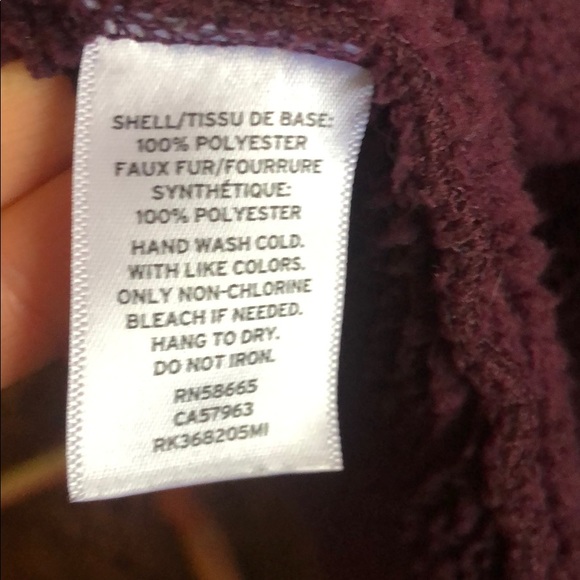 SHELL/TISSU DE BASE:
100% POLYESTER
FAUX FUR/FOURRURE
SYNTHÉTIQUE:
100% POLYESTER
HAND WASH COLD.
WITH LIKE COLORS.
ONLY NON-CHLORINE
BLEACH IF NEEDED.
HANG TO DRY.
DO NOT IRON.
RN58665
CA57963
RK368205MI